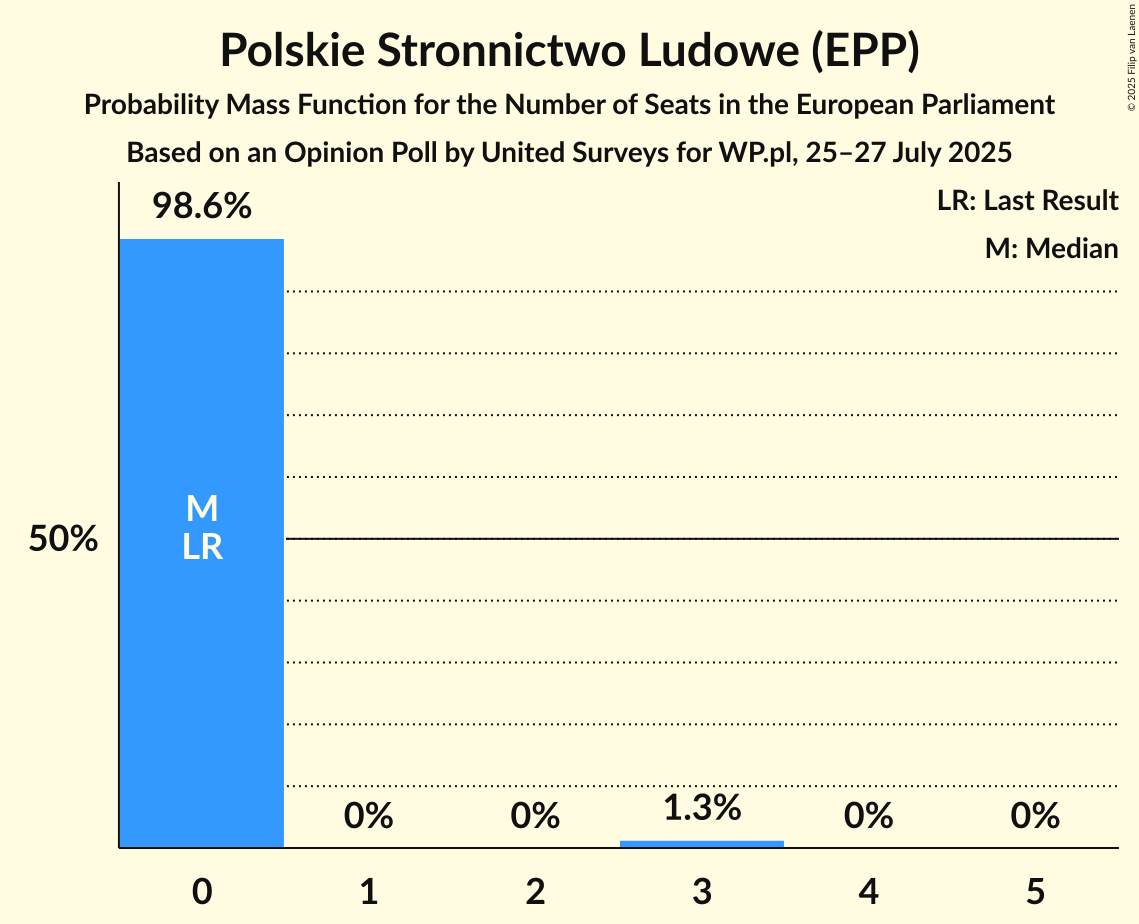 Polskie Stronnictwo Ludowe (EPP)
Probability Mass Function for the Number of Seats in the European Parliament
Based on an Opinion Poll by United Surveys for WP.pl, 25–27 July 2025
© 2025 Filip van Laenen
LR: Last Result
M: Median
98.6%
M
LR
50%
0%
0%
1.3%
0%
0%
0
1
2
3
4
5